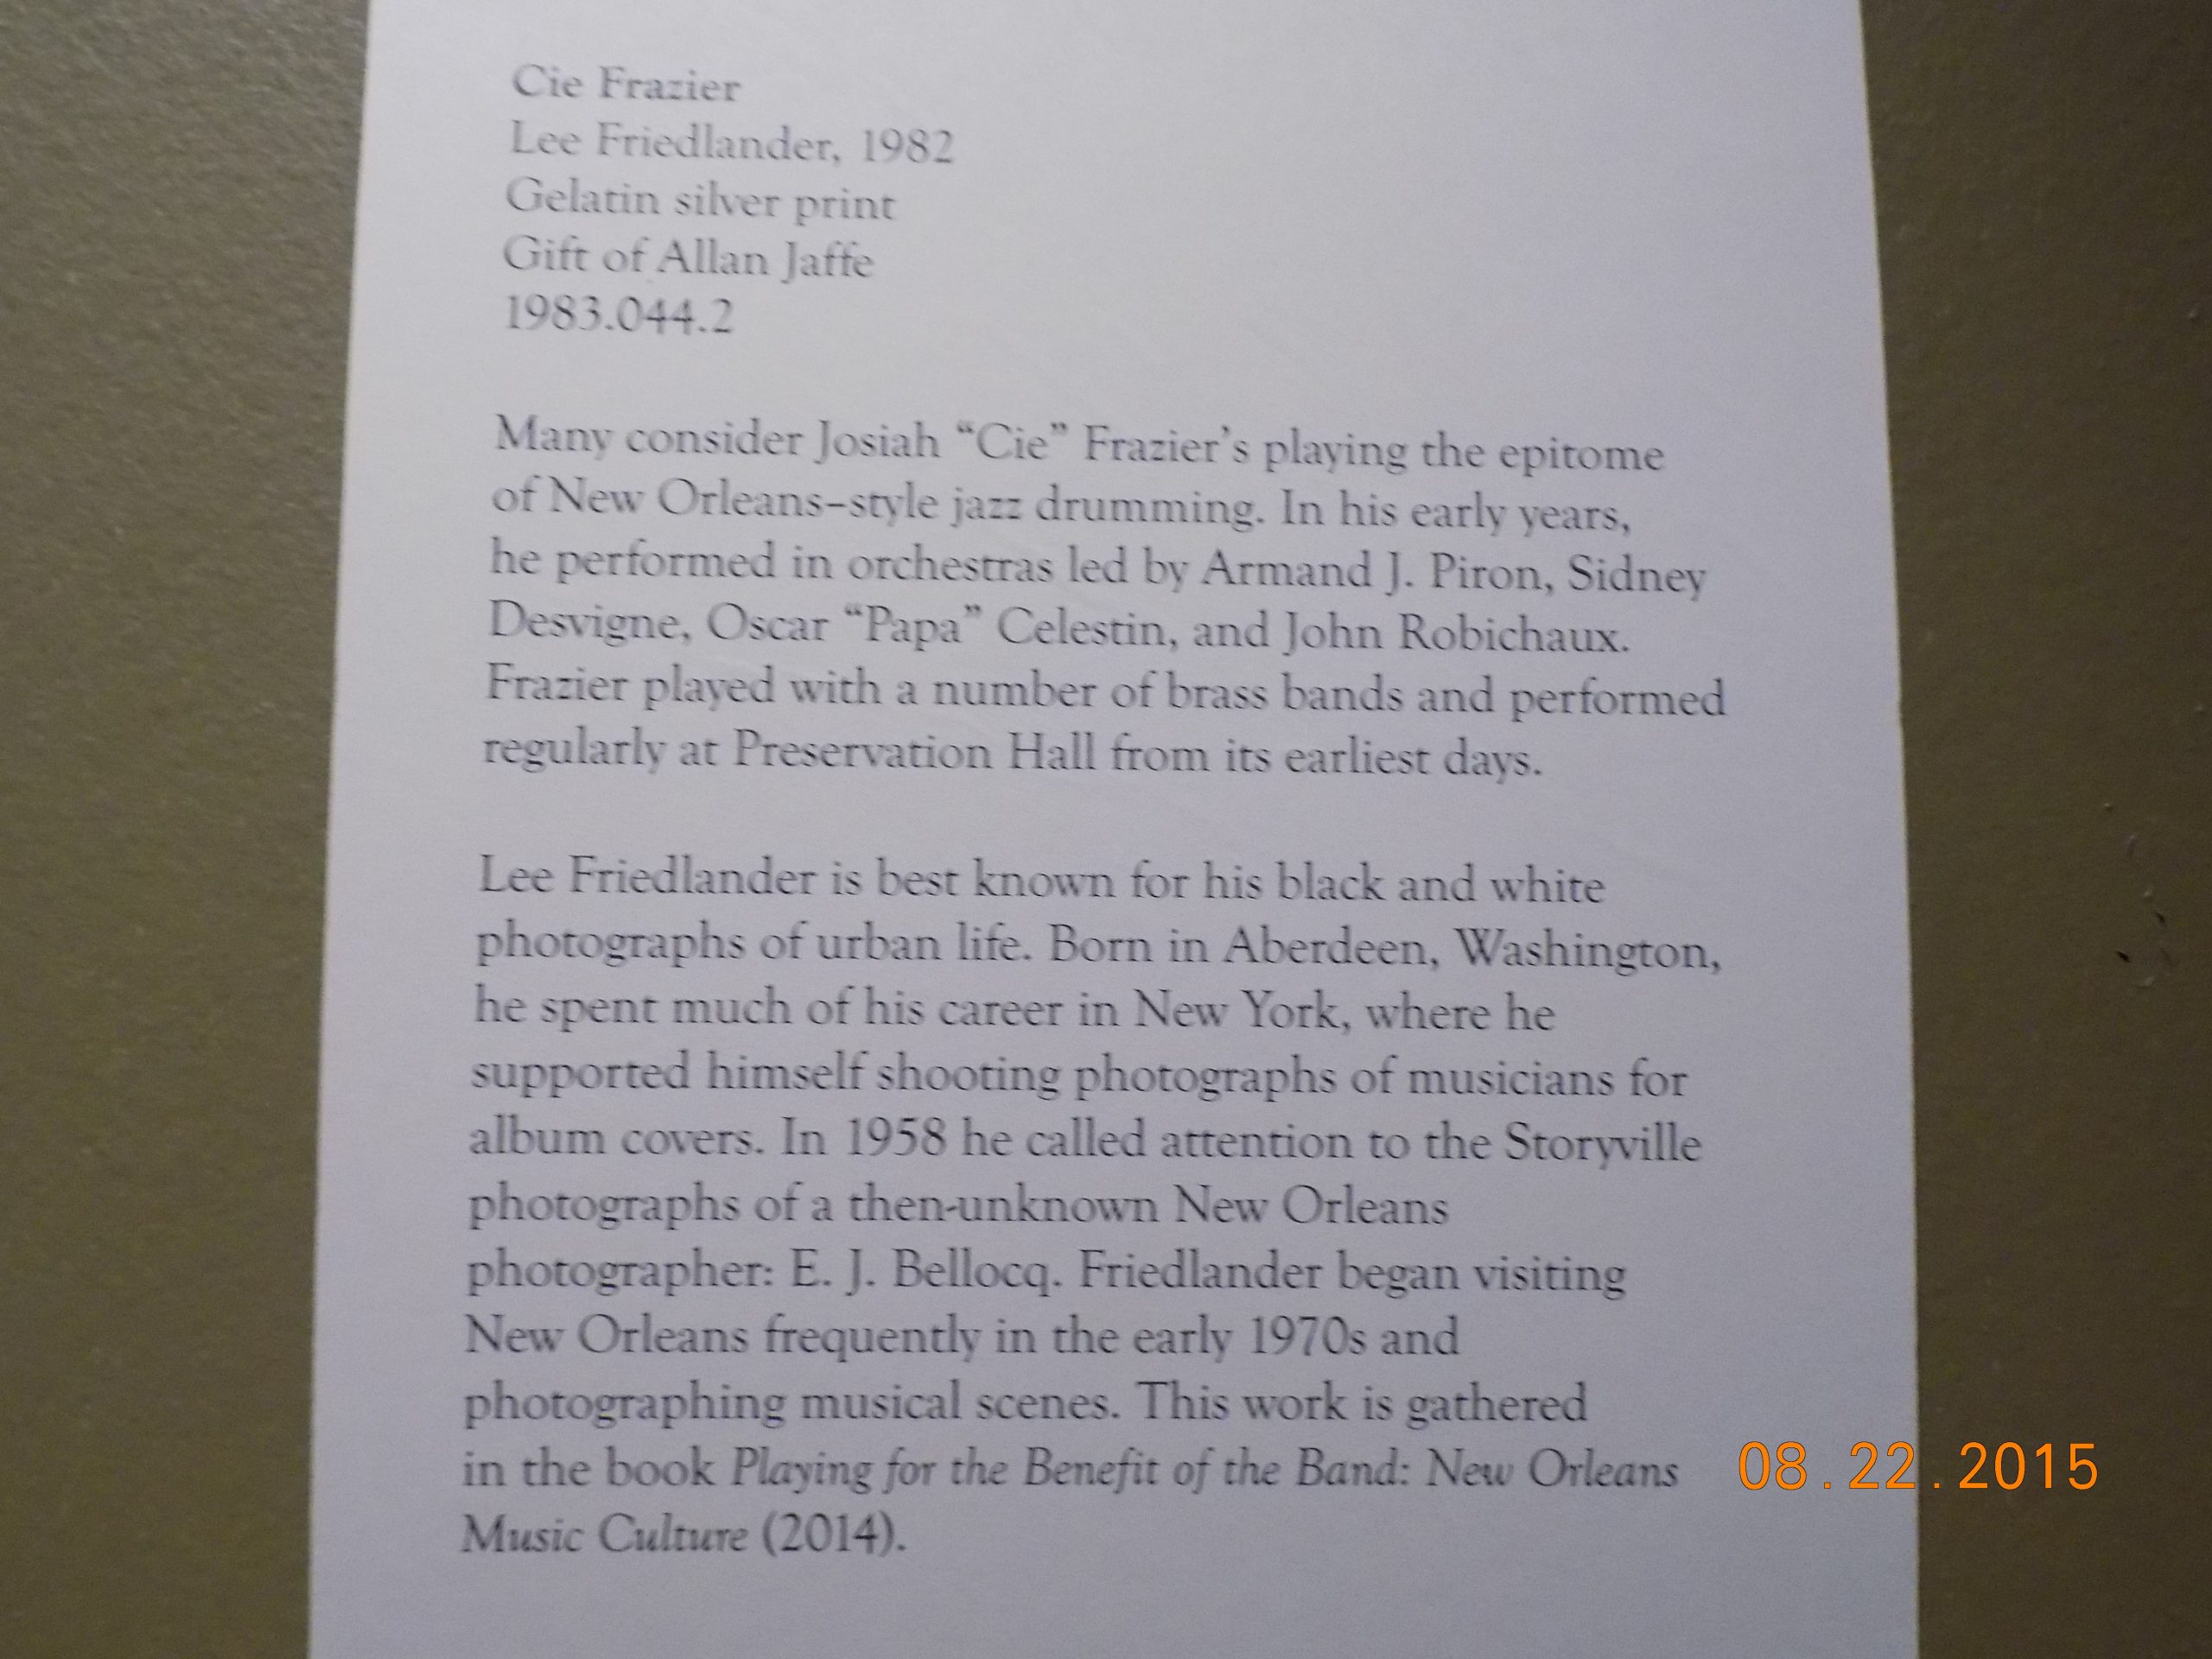 Cie Frazier
Lee Friedlander, 1982
Gelatin silver print
Gift of Allan Jaffe
1983.044.2
Many consider Josiah “Cie” Frazier’s playing the epitome
of New Orleans–style jazz drumming. In his early years,
he performed in orchestras led by Armand J. Piron, Sidney
Desvigne, Oscar “Papa” Celestin, and John Robichaux.
Frazier played with a number of brass bands and performed
regularly at Preservation Hall from its earliest days.
Lee Friedlander is best known for his black and white
photographs of urban life. Born in Aberdeen, Washington,
he spent much of his career in New York, where he
supported himself shooting photographs of musicians for
album covers. In 1958 he called attention to the Storyville
photographs of a then-unknown New Orleans
photographer: E. J. Bellocq. Friedlander began visiting
New Orleans frequently in the early 1970s and
photographing musical scenes. This work is gathered
in the book Playing for the Benefit of the Band: New Orleans
Music Culture (2014).
08.22.2015